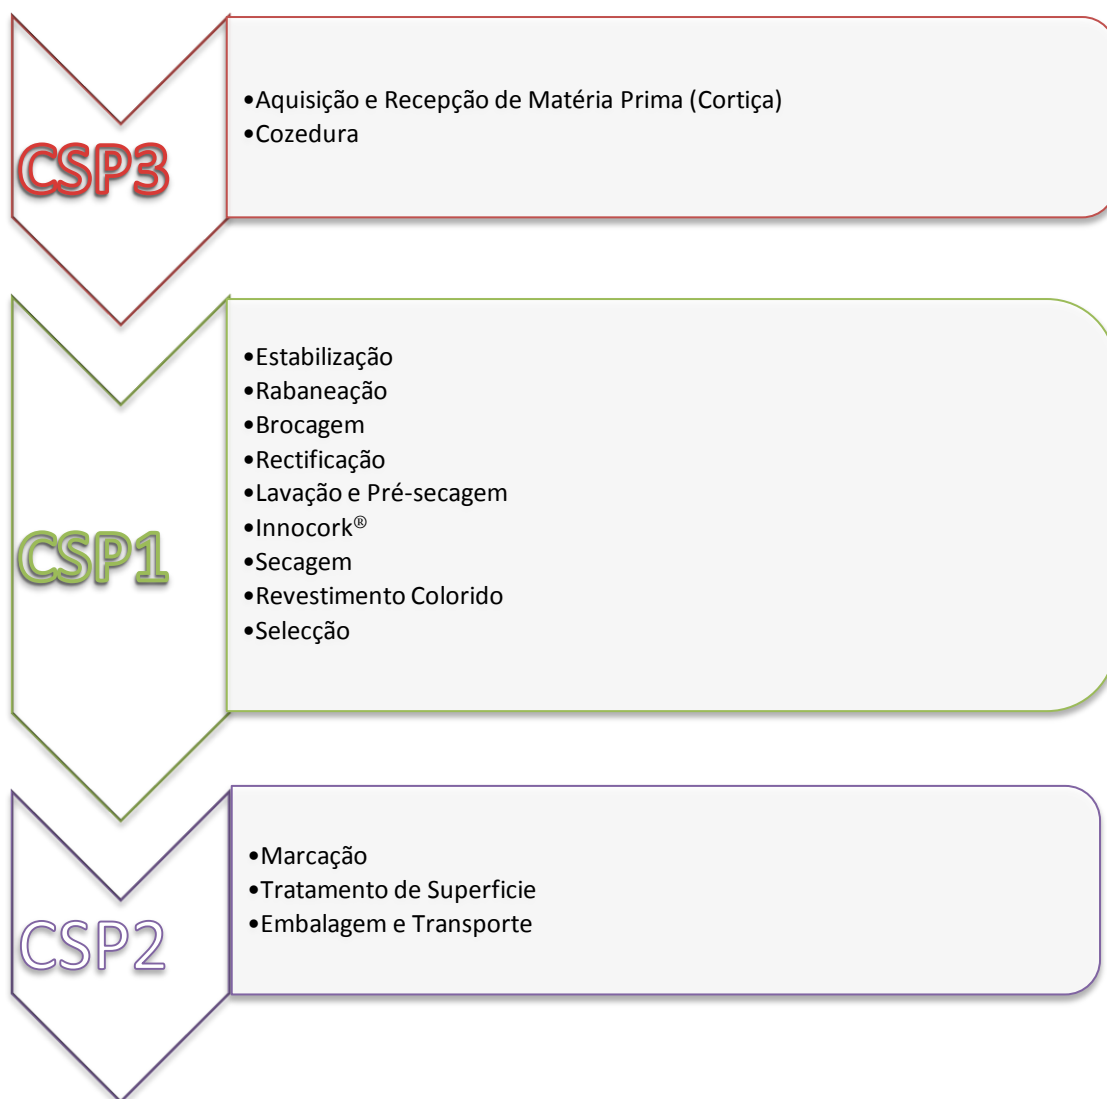 CSP3
•Aquisição e Recepção de Matéria Prima (Cortiça)
•Cozedura
CSP1
•Estabilização
•Rabaneação
•Brocagem
•Rectificação
•Lavação e Pré-secagem
•Innocork®
•Secagem
•Revestimento Colorido
•Selecção
CSP2
•Marcação
•Tratamento de Superficie
•Embalagem e Transporte